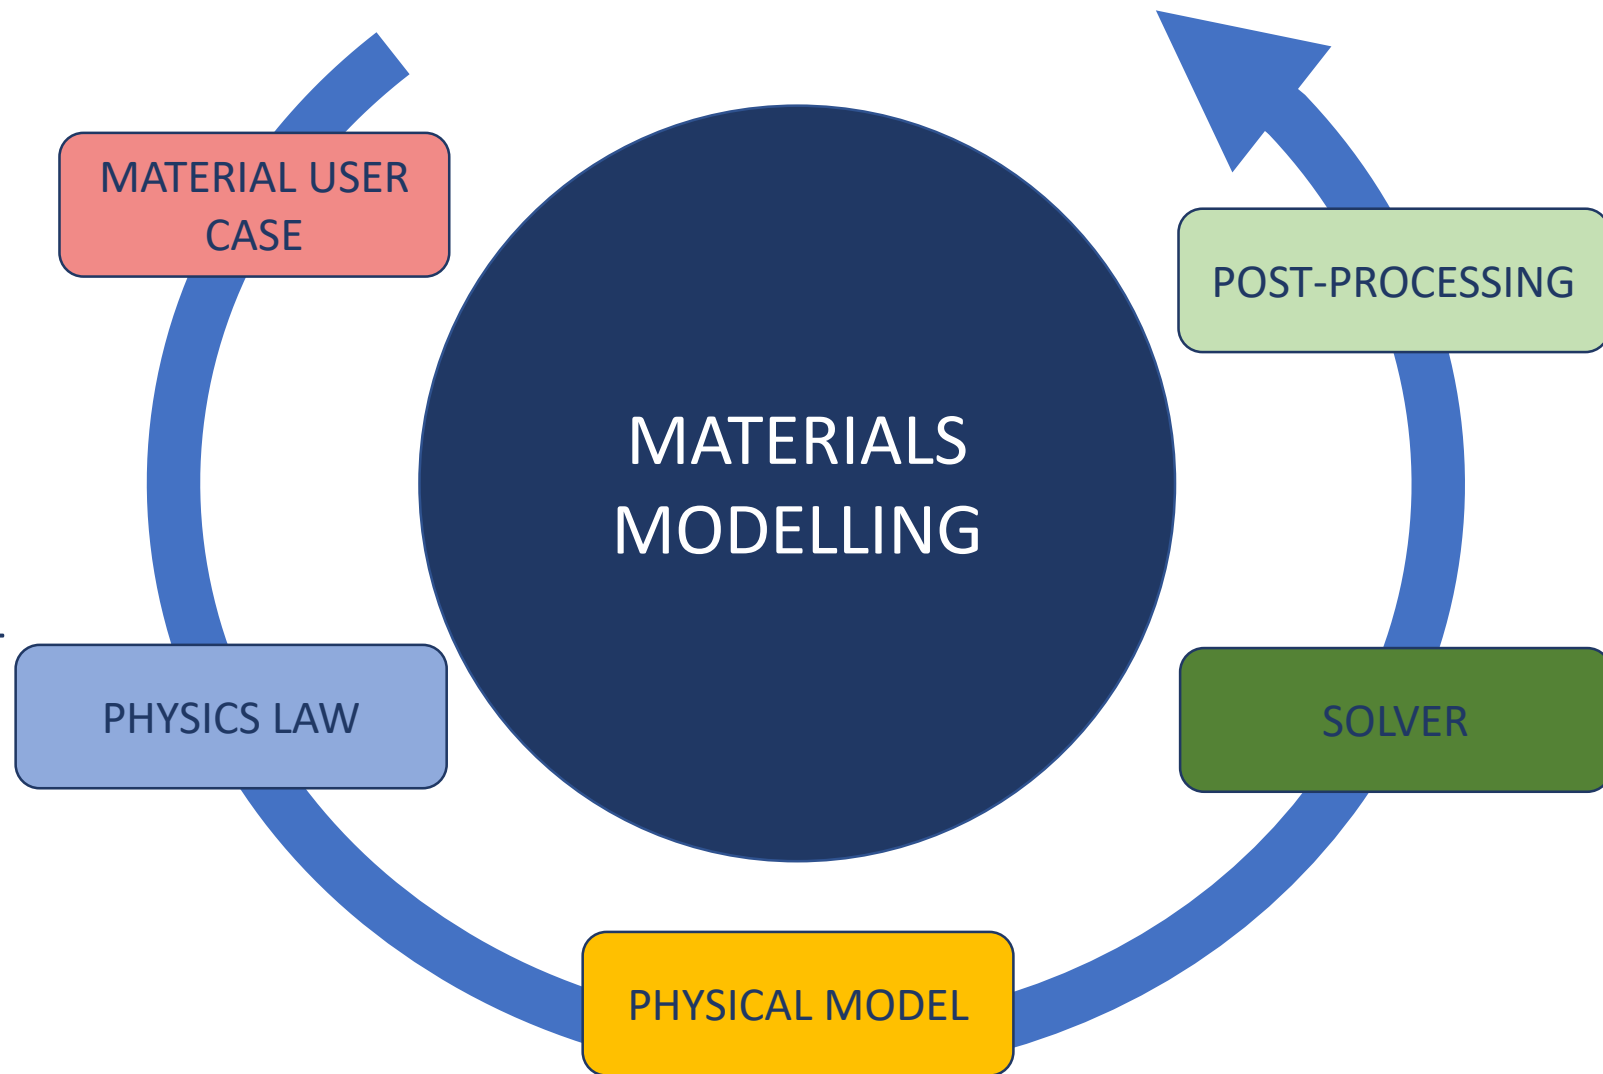 MATERIAL USER
CASE
POST-PROCESSING
MATERIALS
MODELLING
PHYSICS LAW
SOLVER
PHYSICAL MODEL